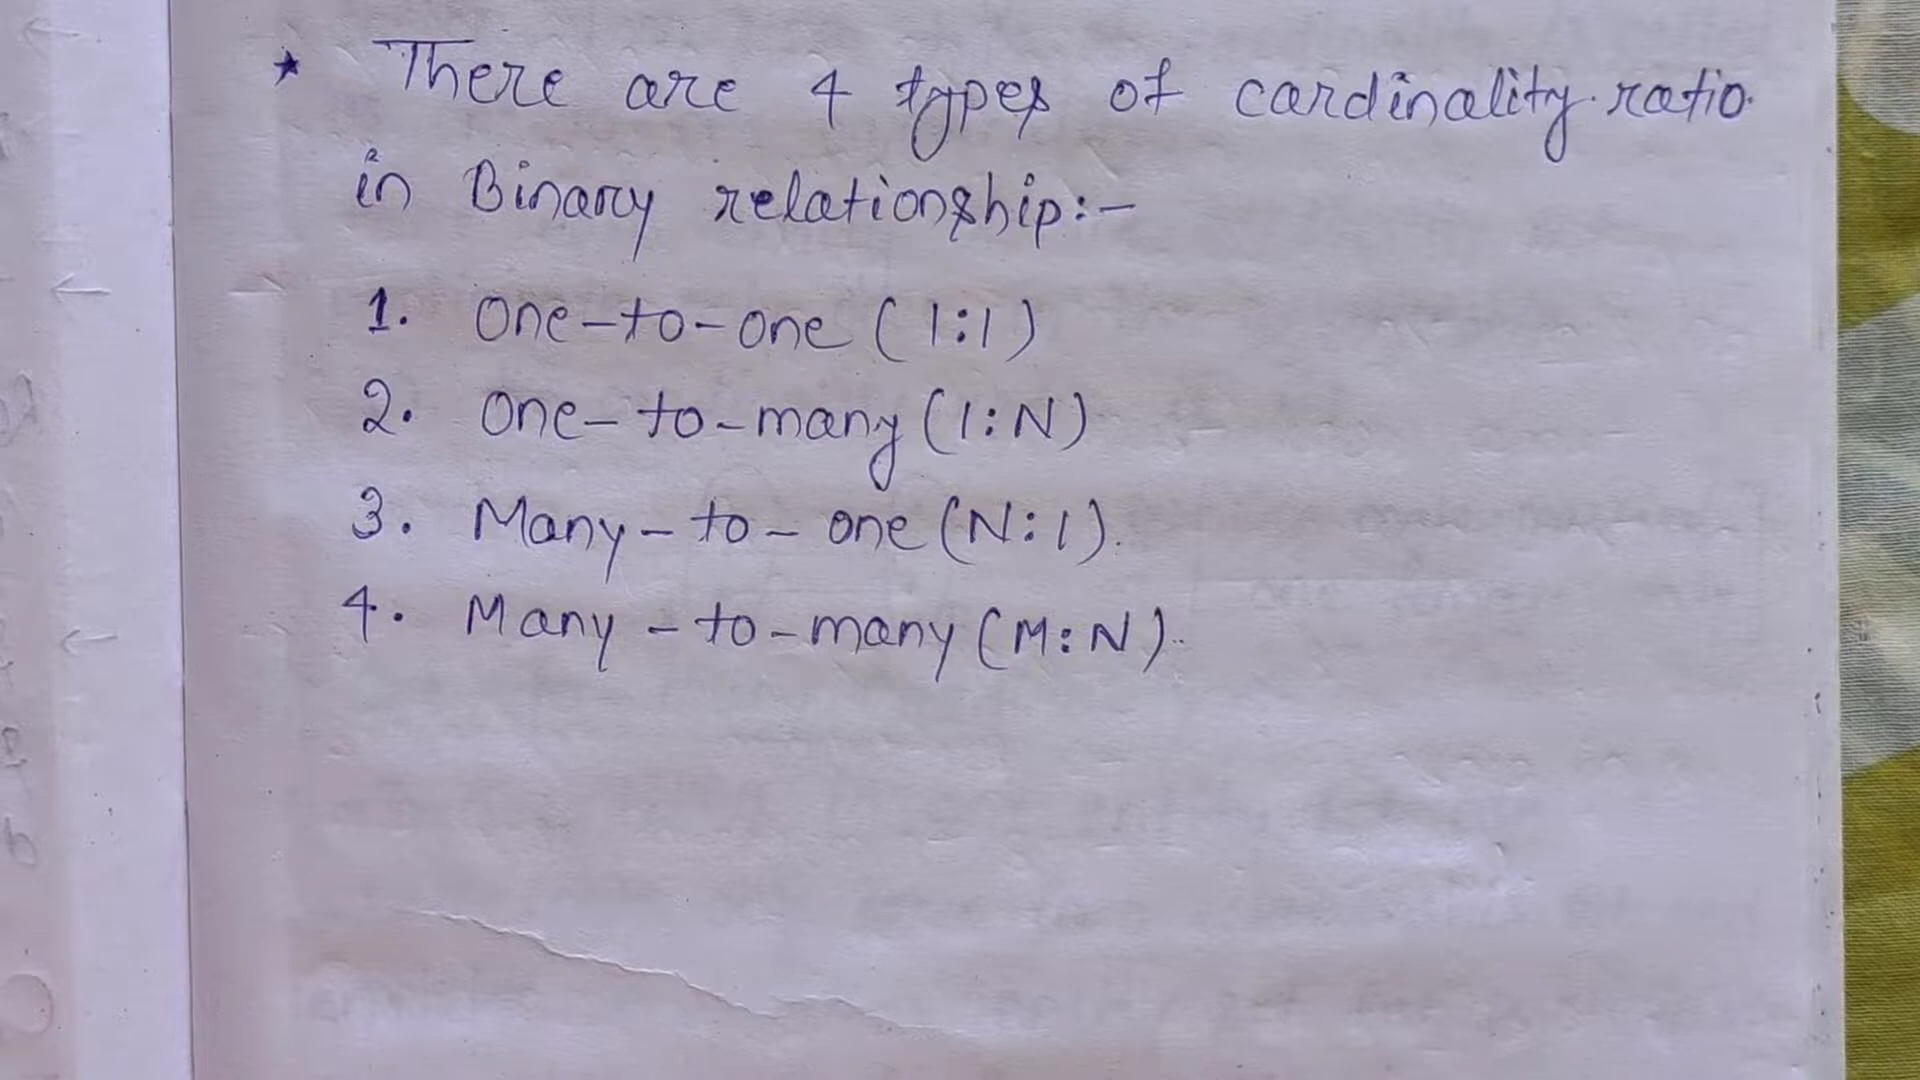 * There are 4 types of cardinality ratio
in Binary relationship:-
1. One-to-one (1:1)
2. One-to-many (1:N)
3. Many-to-one (N:1).
4. Many-to-many (M:N).